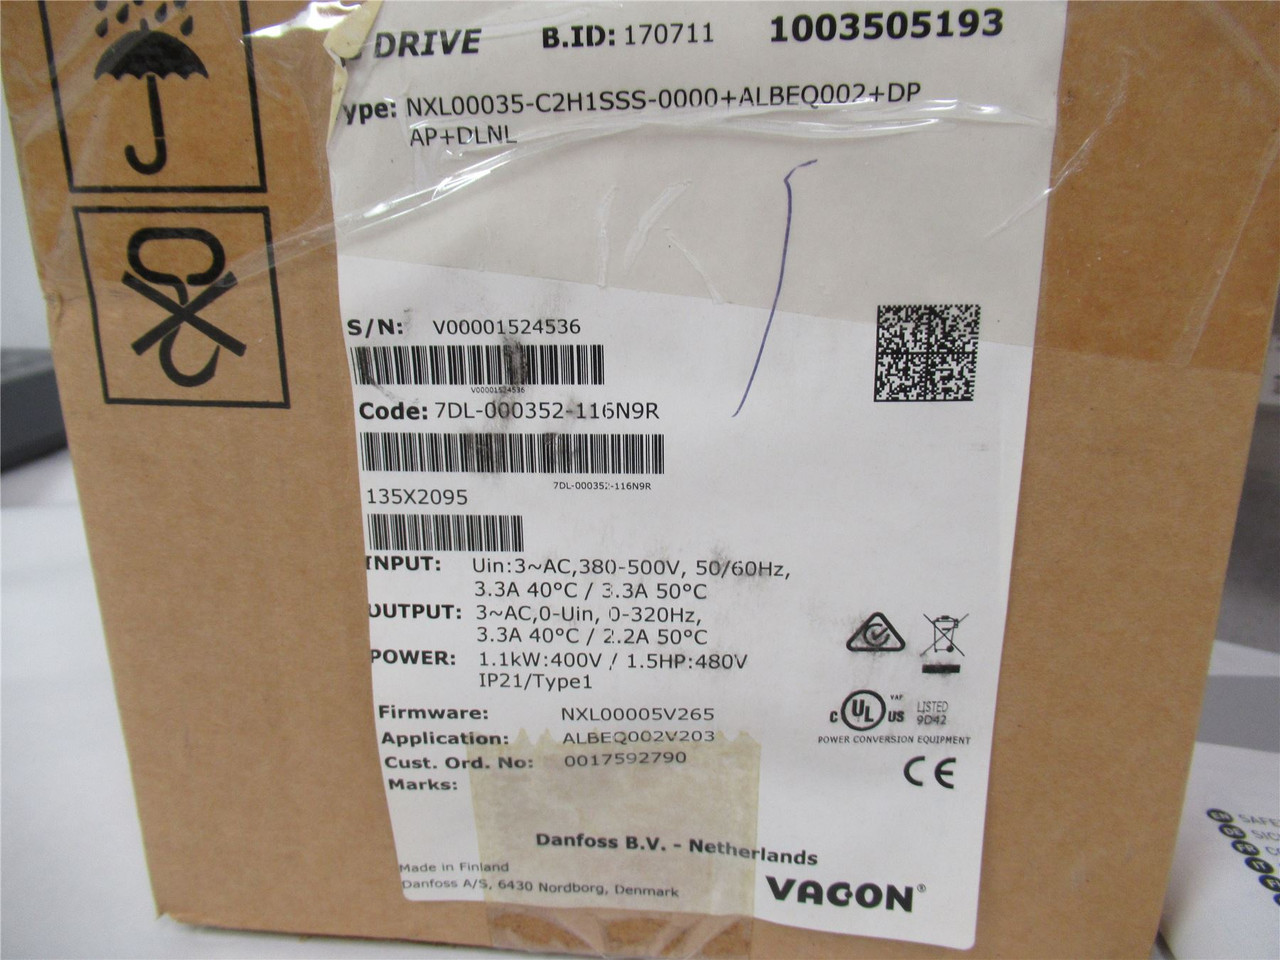 DRIVE B.ID: 170711 1003505193
ype: NXL00035-C2H1SSS-0000+ALBEQ002+DP
AP+DLNL
S/N: V00001524536
V00001524536
Code: 7DL-000352-116N9R
7DL-000352-116N9R
135X2095
INPUT: Uin:3~AC,380-500V, 50/60Hz,
3.3A 40°C / 3.3A 50°C
OUTPUT: 3~AC,0-Uin, 0-320Hz,
3.3A 40°C / 2.2A 50°C
POWER: 1.1kW:400V / 1.5HP:480V
IP21/Type1
Firmware: NXL00005V265
Application: ALBEQ002V203
Cust. Ord. No: 0017592790
Marks:
C UL US LISTED
9D42
POWER CONVERSION EQUIPMENT
CE
Danfoss B.V. - Netherlands
Made in Finland
Danfoss A/S, 6430 Nordborg, Denmark
VACON®
SAFE
SIC